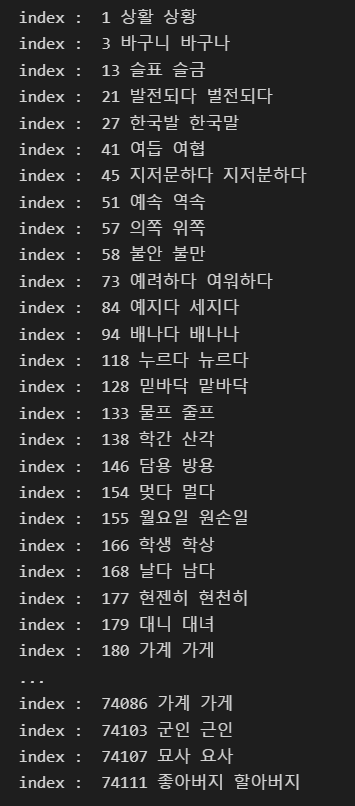 index :  1 상활 상황
index :  3 바구니 바구나
index :  13 슬표 슬금
index :  21 발전되다 벌전되다
index :  27 한국발 한국말
index :  41 여듭 여협
index :  45 지저문하다 지저분하다
index :  51 예속 역속
index :  57 의쪽 위쪽
index :  58 불안 불만
index :  73 예려하다 여워하다
index :  84 예지다 세지다
index :  94 배나다 배나나
index :  118 누르다 뉴르다
index :  128 믿바닥 맡바닥
index :  133 물프 줄프
index :  138 학간 산각
index :  146 담용 방용
index :  154 멎다 멀다
index :  155 월요일 원손일
index :  166 학생 학상
index :  168 날다 남다
index :  177 현젠히 현천히
index :  179 대니 대녀
index :  180 가계 가게
...
index :  74086 가계 가게
index :  74103 군인 근인
index :  74107 묘사 요사
index :  74111 좋아버지 할아버지